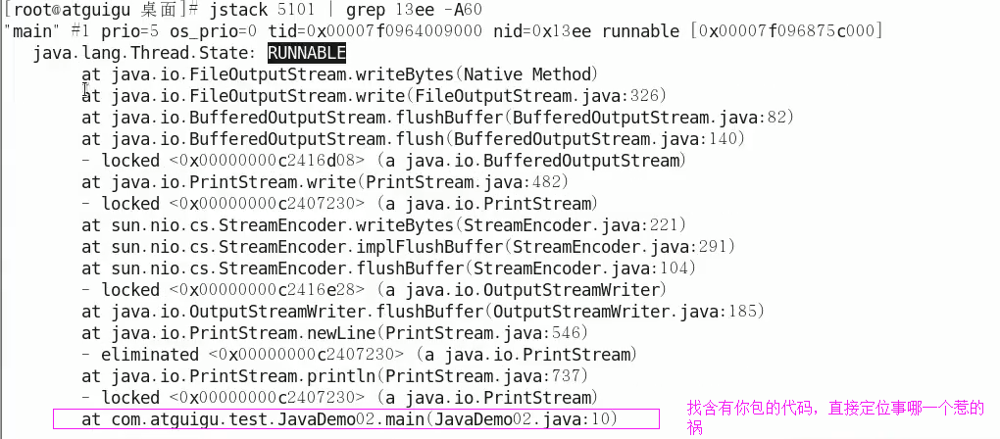 [root@atguigu 桌面]# jstack 5101 | grep 13ee -A60
"main" #1 prio=5 os_prio=0 tid=0x00007f0964009000 nid=0x13ee runnable [0x00007f096875c000]
java.lang.Thread.State: RUNNABLE
at java.io.FileOutputStream.writeBytes(Native Method)
at java.io.FileOutputStream.write(FileOutputStream.java:326)
at java.io.BufferedOutputStream.flushBuffer(BufferedOutputStream.java:82)
at java.io.BufferedOutputStream.flush(BufferedOutputStream.java:140)
- locked <0x00000000c2416d08> (a java.io.BufferedOutputStream)
at java.io.PrintStream.write(PrintStream.java:482)
- locked <0x00000000c2407230> (a java.io.PrintStream)
at sun.nio.cs.StreamEncoder.writeBytes(StreamEncoder.java:221)
at sun.nio.cs.StreamEncoder.implFlushBuffer(StreamEncoder.java:291)
at sun.nio.cs.StreamEncoder.flushBuffer(StreamEncoder.java:104)
- locked <0x00000000c2416e28> (a java.io.OutputStreamWriter)
at java.io.OutputStreamWriter.flushBuffer(OutputStreamWriter.java:185)
at java.io.PrintStream.newLine(PrintStream.java:546)
- eliminated <0x00000000c2407230> (a java.io.PrintStream)
at java.io.PrintStream.println(PrintStream.java:737)
- locked <0x00000000c2407230> (a java.io.PrintStream)
at com.atguigu.test.JavaDemo02.main(JavaDemo02.java:10)
找含有你包的代码，直接定位事哪一个惹的
祸